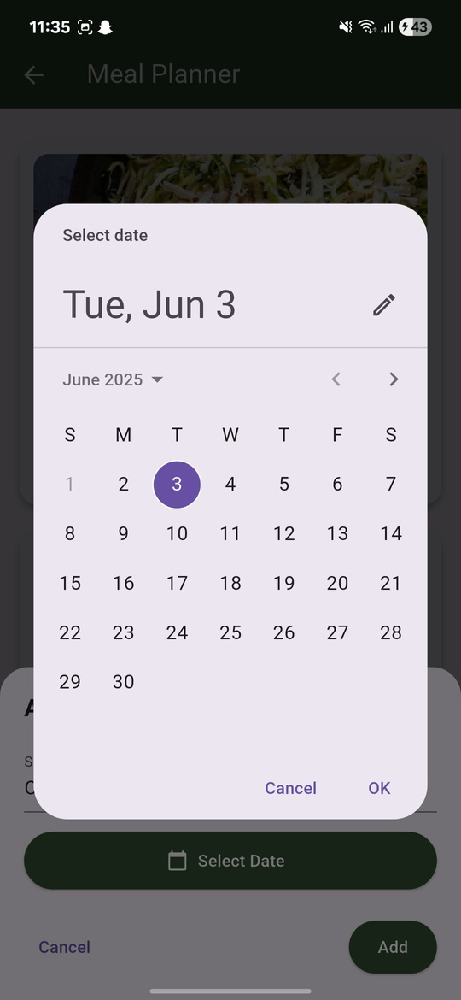 11:35
43
Meal Planner
Select date
Tue, Jun 3
June 2025
S M T W T F S
1 2 3 4 5 6 7
8 9 10 11 12 13 14
15 16 17 18 19 20 21
22 23 24 25 26 27 28
29 30
Cancel OK
Select Date
Cancel Add